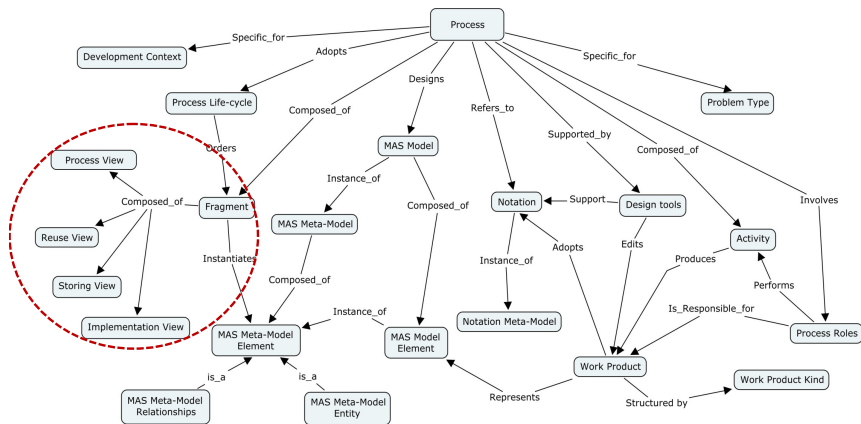 Process
Specific_for
Adopts
Specific_for
Development Context
Designs
Process Life-cycle
Composed_of
Refers_to
Problem Type
Supported_by
Orders
MAS Model
Composed_of
Process View
Instance_of
Composed_of
Fragment
Composed_of
Notation
Support
Design tools
Involves
MAS Meta-Model
Reuse View
Activity
Edits
Adopts
Instantiates
Produces
Instance_of
Composed_of
Storing View
Performs
Instance_of
Is_Responsible_for
Implementation View
Notation Meta-Model
MAS Meta-Model
Element
MAS Model
Element
Process Roles
Work Product
is_a
is_a
Work Product Kind
MAS Meta-Model
Relationships
MAS Meta-Model
Entity
Represents
Structured by